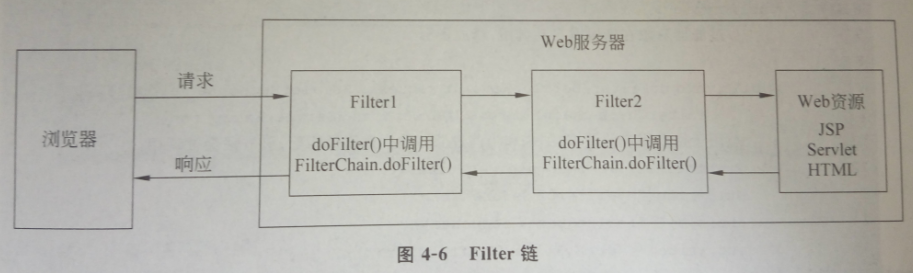 Web服务器
浏览器
请求
响应
Filter1
doFilter()中调用
FilterChain.doFilter()
Filter2
doFilter()中调用
FilterChain.doFilter()
Web资源
JSP
Servlet
HTML
图 4-6 Filter 链